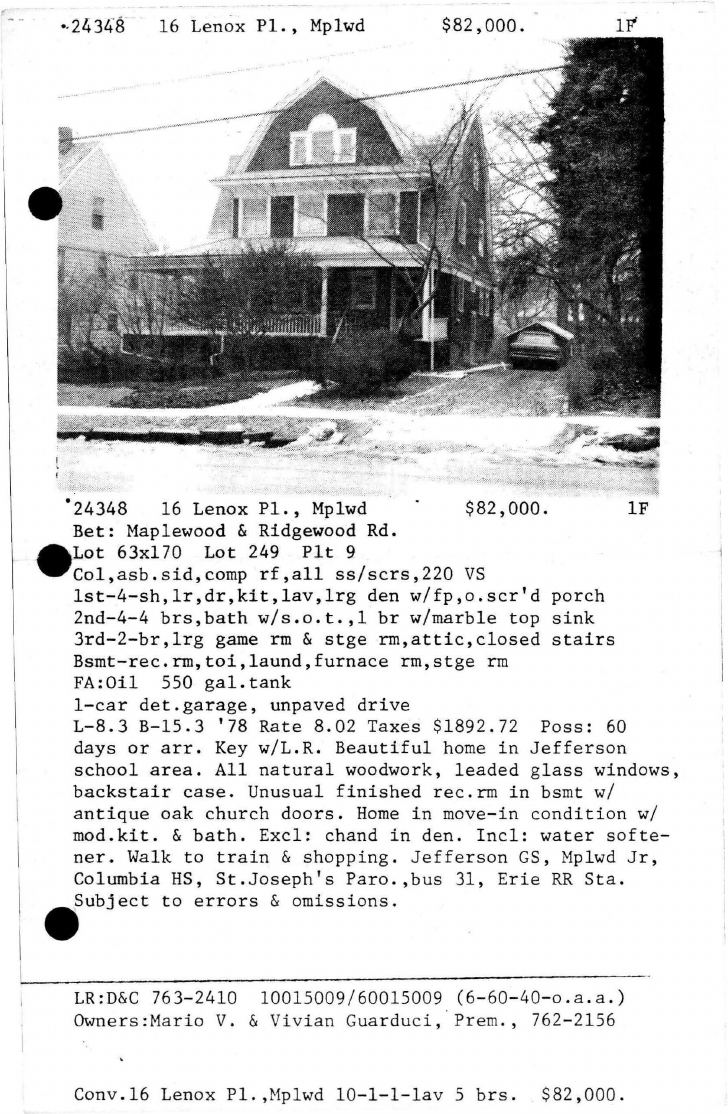 24348 16 Lenox Pl., Mplwd $82,000. 1F
24348 16 Lenox Pl., Mplwd $82,000. 1F
Bet: Maplewood & Ridgewood Rd.
Lot 63x170 Lot 249 Plt 9
Col,asb.sid,comp rf,all ss/scrs,220 VS
1st-4-sh,lr,dr,kit,lav,lrg den w/fp,o.scr'd porch
2nd-4-4 brs,bath w/s.o.t.,1 br w/marble top sink
3rd-2-br,lrg game rm & stge rm,attic,closed stairs
Bsmt-rec.rm,toi,laund,furnace rm,stge rm
FA:Oil 550 gal.tank
1-car det.garage, unpaved drive
L-8.3 B-15.3 '78 Rate 8.02 Taxes $1892.72 Poss: 60
days or arr. Key w/L.R. Beautiful home in Jefferson
school area. All natural woodwork, leaded glass windows,
backstair case. Unusual finished rec.rm in bsmt w/
antique oak church doors. Home in move-in condition w/
mod.kit. & bath. Excl: chand in den. Incl: water softe-
ner. Walk to train & shopping. Jefferson GS, Mplwd Jr,
Columbia HS, St.Joseph's Paro.,bus 31, Erie RR Sta.
Subject to errors & omissions.
LR:D&C 763-2410 10015009/60015009 (6-60-40-o.a.a.)
Owners:Mario V. & Vivian Guarduci, Prem., 762-2156
Conv.16 Lenox Pl.,Mplwd 10-1-1-lav 5 brs. $82,000.